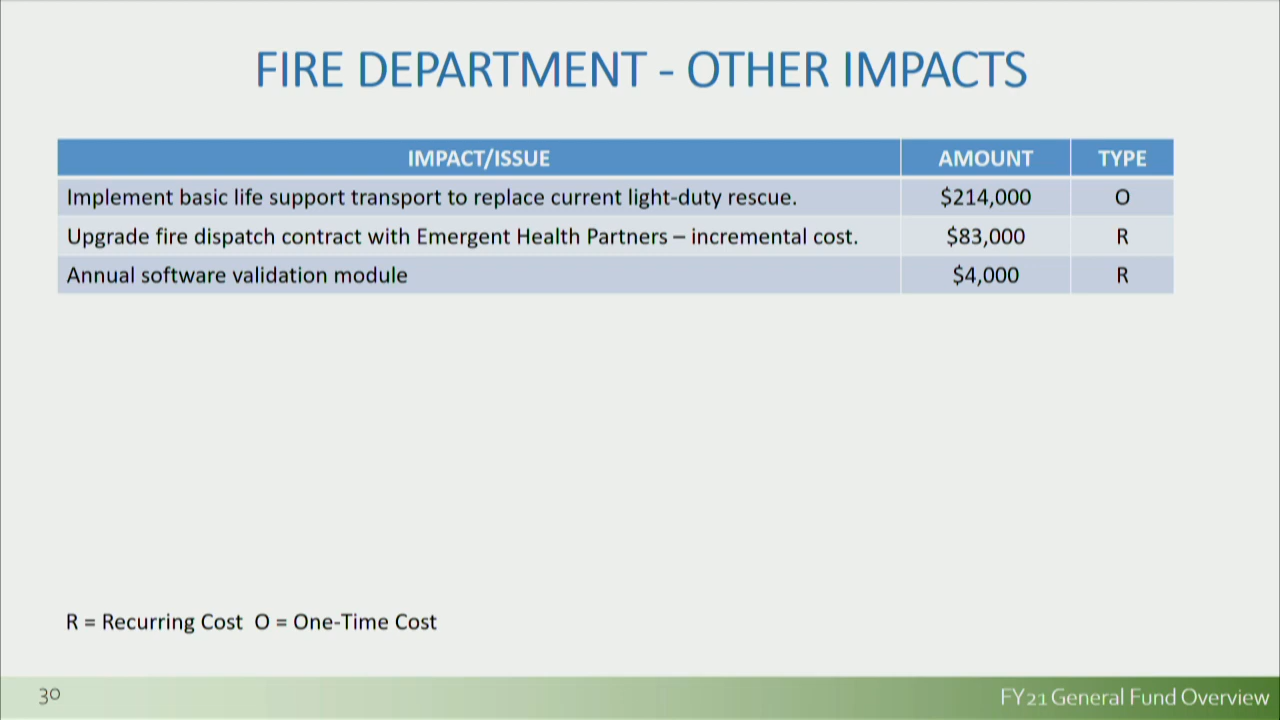 FIRE DEPARTMENT - OTHER IMPACTS
IMPACT/ISSUE AMOUNT TYPE
Implement basic life support transport to replace current light-duty rescue. $214,000 O
Upgrade fire dispatch contract with Emergent Health Partners – incremental cost. $83,000 R
Annual software validation module $4,000 R
R = Recurring Cost O = One-Time Cost
30 FY21 General Fund Overview